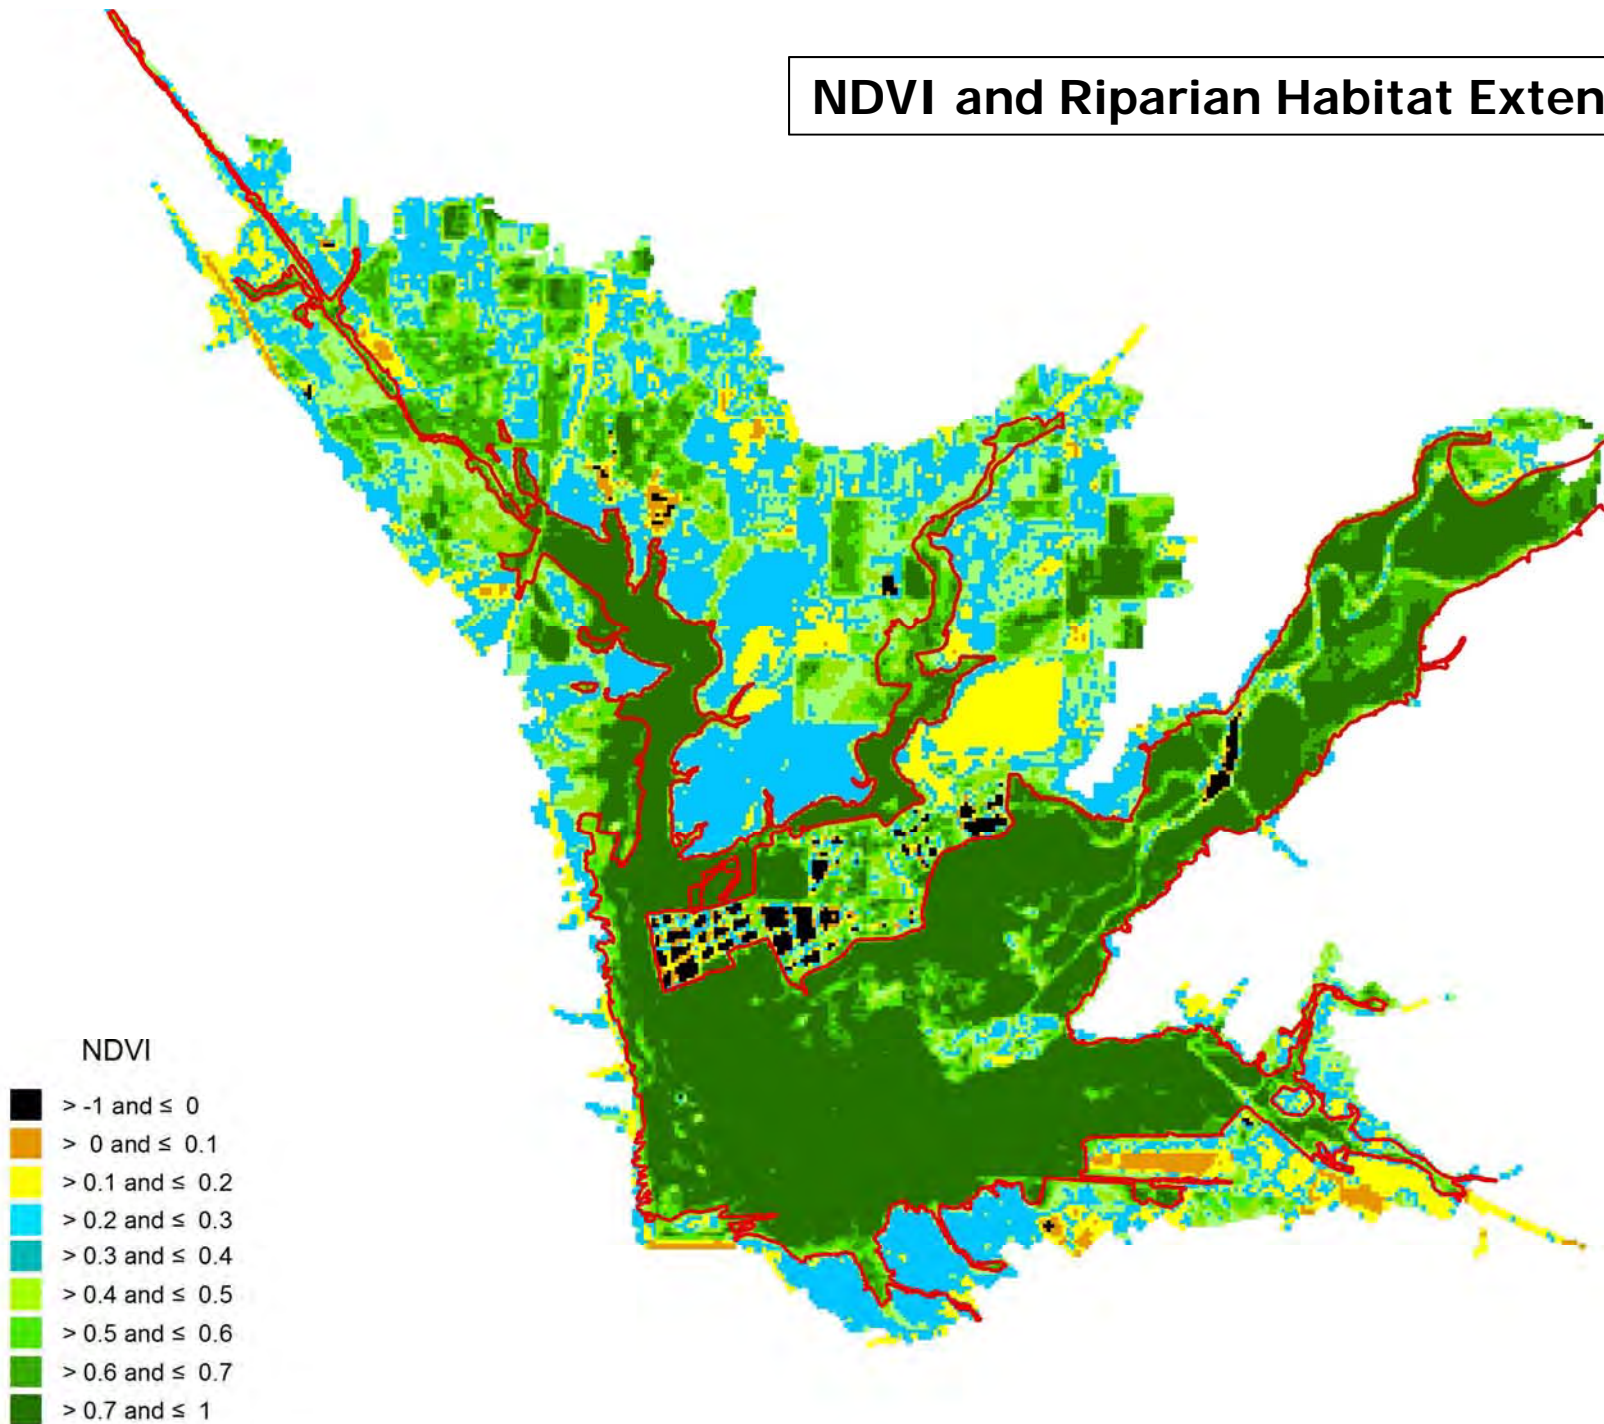 NDVI and Riparian Habitat Exten
NDVI
> -1 and ≤ 0
> 0 and ≤ 0.1
> 0.1 and ≤ 0.2
> 0.2 and ≤ 0.3
> 0.3 and ≤ 0.4
> 0.4 and ≤ 0.5
> 0.5 and ≤ 0.6
> 0.6 and ≤ 0.7
> 0.7 and ≤ 1